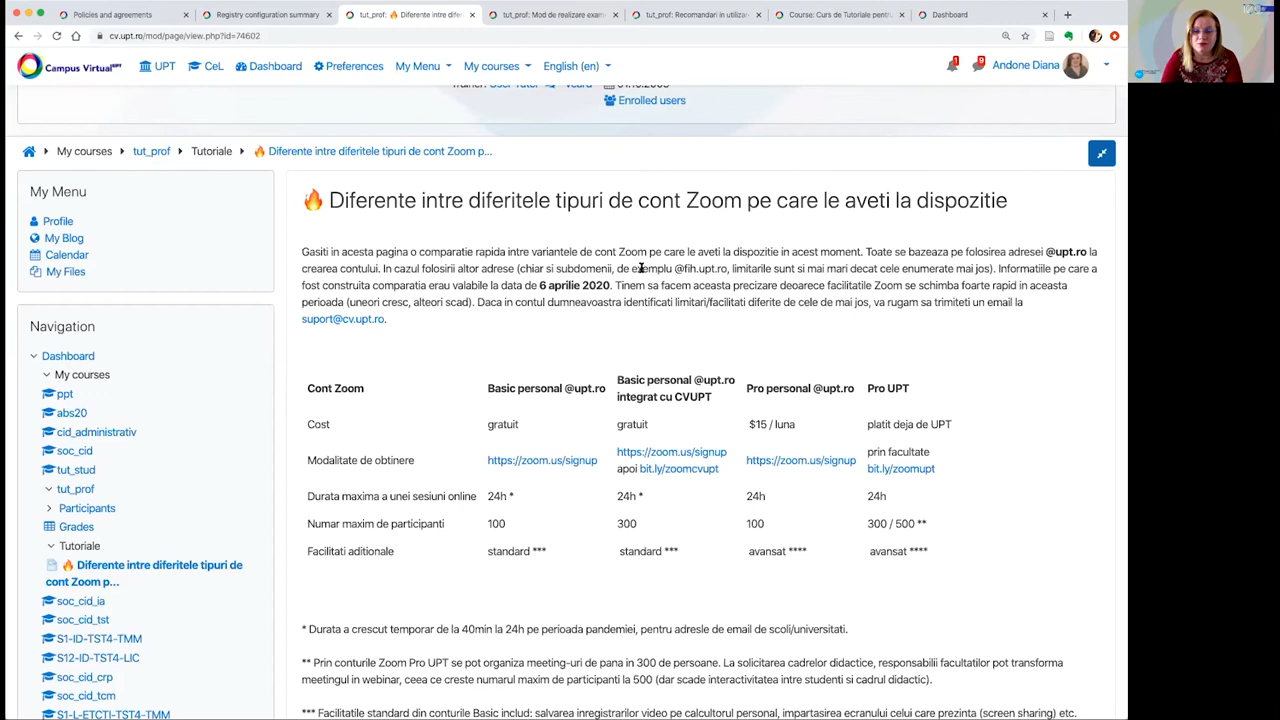 Policies and agreements
Registry configuration summary
tut_prof: 🔥 Diferente intre difer
tut_prof: Mod de realizare exame
tut_prof: Recomandari in utilizar
Course: Curs de Tutoriale pent
Dashboard
cv.upt.ro/mod/page/view.php?id=74602
Campus Virtual UPT
UPT
CeL
Dashboard
Preferences
My Menu
My courses
English (en)
1
9
Andone Diana
Enrolled users
My courses
tut_prof
Tutoriale
🔥 Diferente intre diferitele tipuri de cont Zoom p...
My Menu
Profile
My Blog
Calendar
My Files
Navigation
Dashboard
My courses
ppt
abs20
cid_administrativ
soc_cid
tut_stud
tut_prof
Participants
Grades
Tutoriale
🔥 Diferente intre diferitele tipuri de
cont Zoom p...
soc_cid_ia
soc_cid_tst
S1-ID-TST4-TMM
S12-ID-TST4-LIC
soc_cid_crp
soc_cid_tcm
S1-L-ETCTI-TST4-TMM
🔥 Diferente intre diferitele tipuri de cont Zoom pe care le aveti la dispozitie
Gasiti in acesta pagina o comparatie rapida intre variantele de cont Zoom pe care le aveti la dispozitie in acest moment. Toate se bazeaza pe folosirea adresei @upt.ro la
crearea contului. In cazul folosirii altor adrese (chiar si subdomenii, de exemplu @fih.upt.ro, limitarile sunt si mai mari decat cele enumerate mai jos). Informatiile pe care a
fost construita comparatia erau valabile la data de 6 aprilie 2020. Tinem sa facem aceasta precizare deoarece facilitatile Zoom se schimba foarte rapid in aceasta
perioada (uneori cresc, alteori scad). Daca in contul dumneavoastra identificati limitari/facilitati diferite de cele de mai jos, va rugam sa trimiteti un email la
suport@cv.upt.ro.
Cont Zoom
Basic personal @upt.ro
Basic personal @upt.ro
integrat cu CVUPT
Pro personal @upt.ro
Pro UPT
Cost
gratuit
gratuit
$15 / luna
platit deja de UPT
Modalitate de obtinere
https://zoom.us/signup
https://zoom.us/signup
apoi bit.ly/zoomcvupt
https://zoom.us/signup
prin facultate
bit.ly/zoomupt
Durata maxima a unei sesiuni online
24h *
24h *
24h
24h
Numar maxim de participanti
100
300
100
300 / 500 **
Facilitati aditionale
standard ***
standard ***
avansat ****
avansat ****
* Durata a crescut temporar de la 40min la 24h pe perioada pandemiei, pentru adresle de email de scoli/universitati.
** Prin conturile Zoom Pro UPT se pot organiza meeting-uri de pana in 300 de persoane. La solicitarea cadrelor didactice, responsabilii facultatilor pot transforma
meetingul in webinar, ceea ce creste numarul maxim de participanti la 500 (dar scade interactivitatea intre studenti si cadrul didactic).
*** Facilitatile standard din conturile Basic includ: salvarea inregistrarilor video pe calcultorul personal, impartasirea ecranului celui care prezinta (screen sharing) etc.